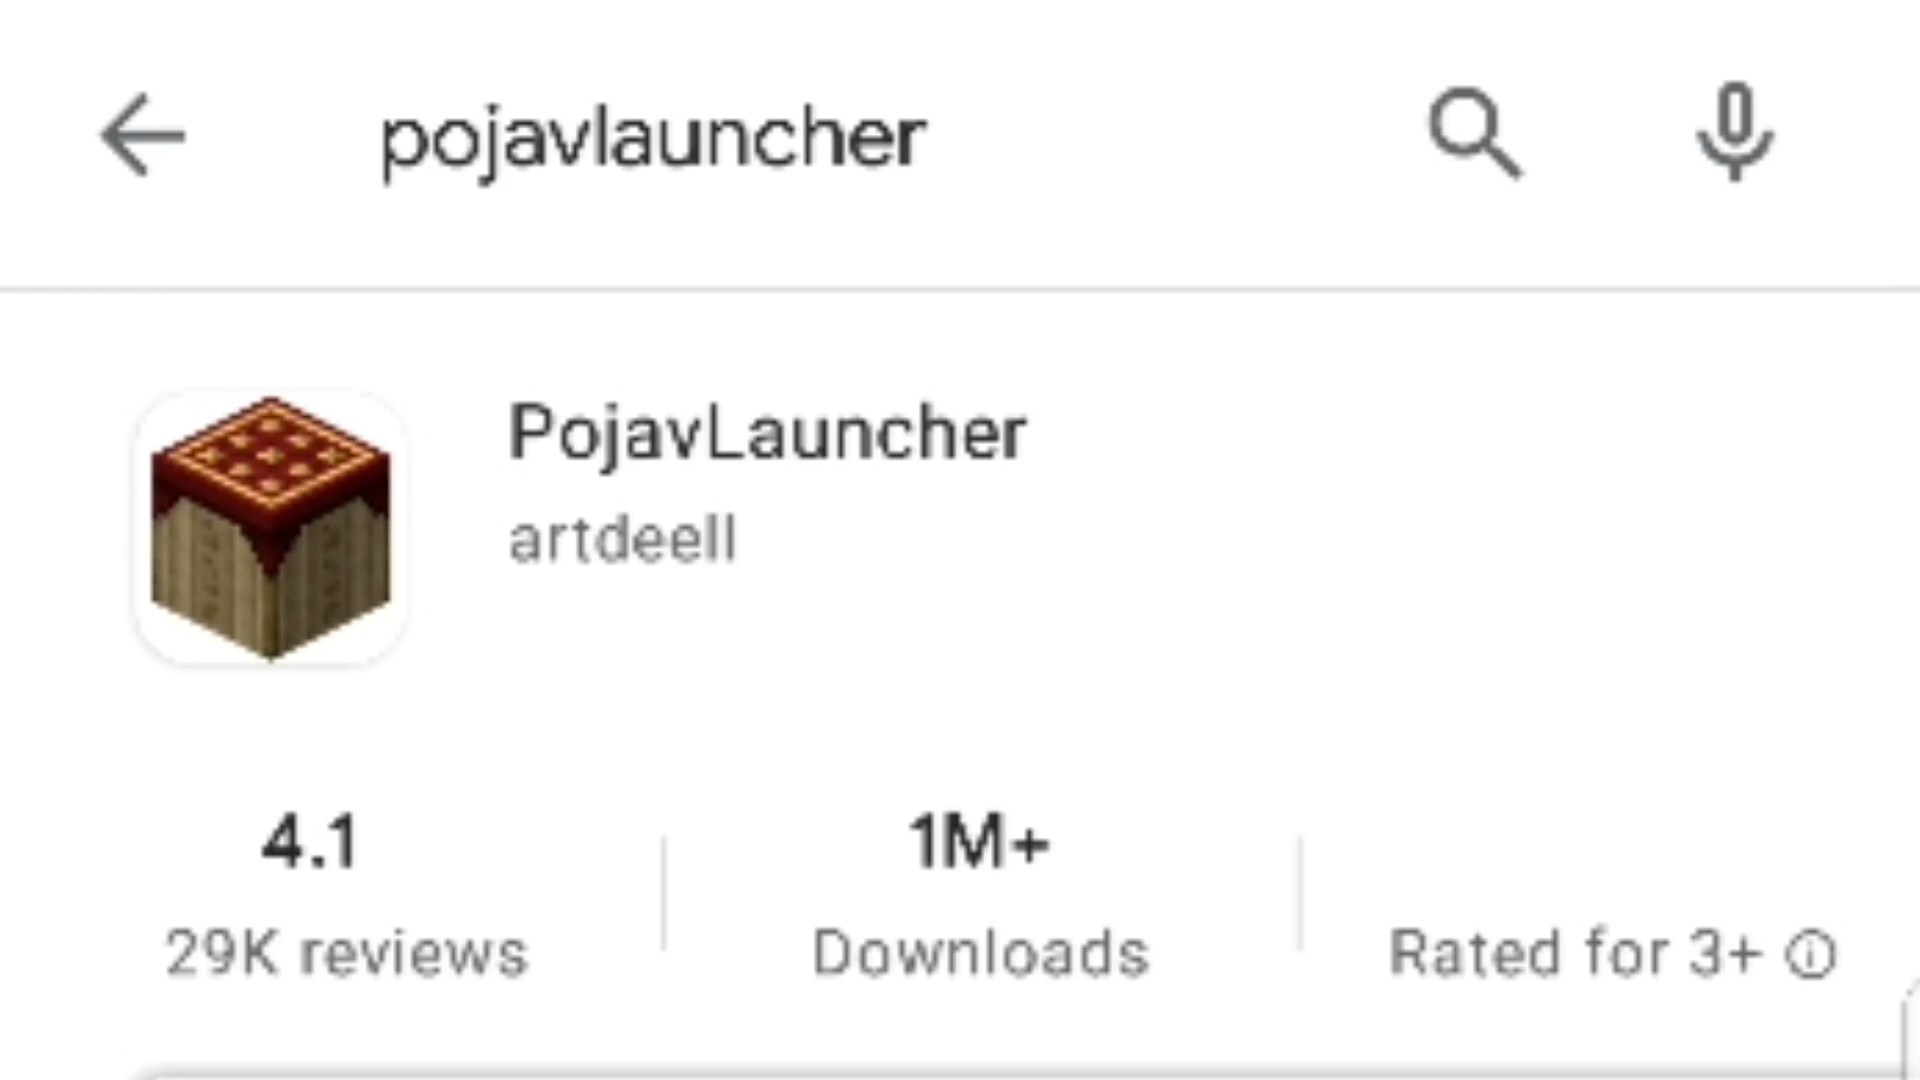 pojavlauncher
PojavLauncher
artdeell
4.1
1M+
29K reviews
Downloads
Rated for 3+